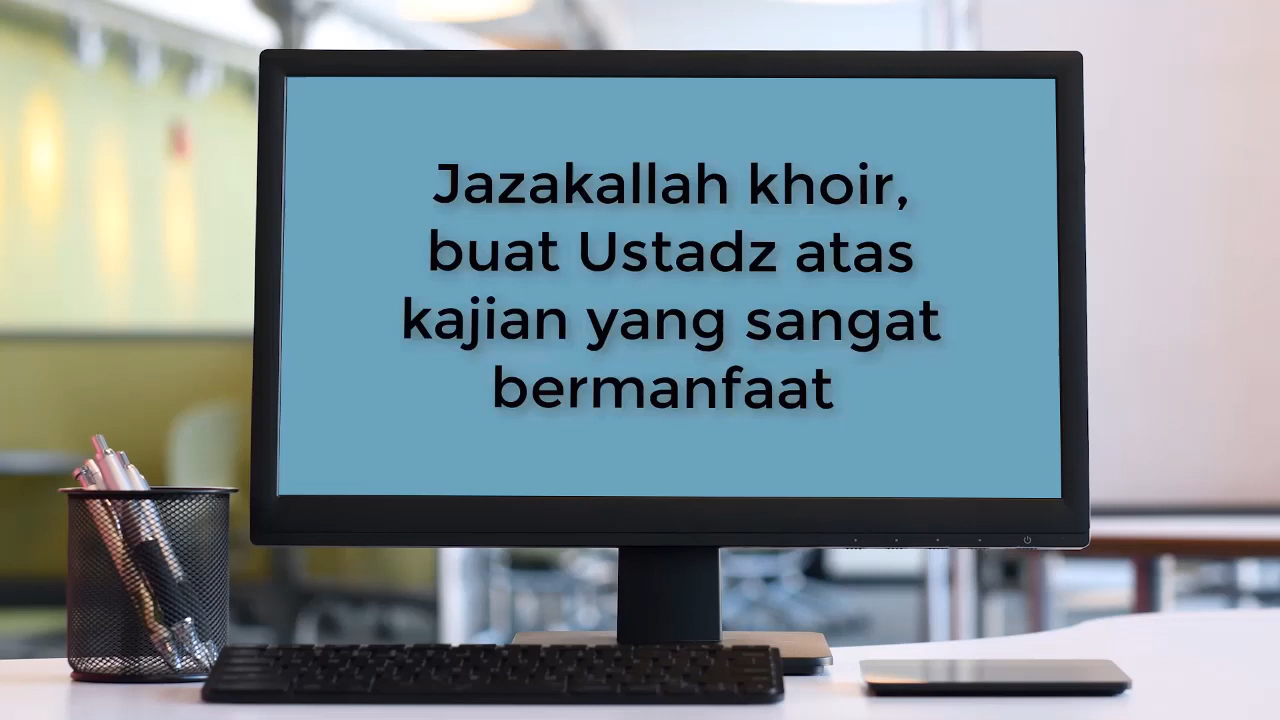 Jazakallah khoir,
buat Ustadz atas
kajian yang sangat
bermanfaat